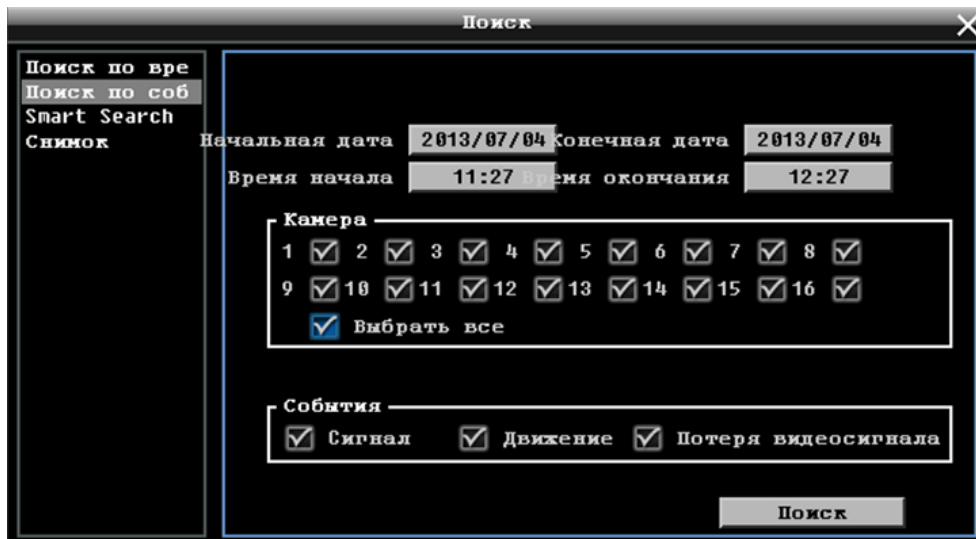 Поиск
Поиск по вре
Поиск по соб
Smart Search
Снимок
Начальная дата 2013/07/04 Конечная дата 2013/07/04
Время начала 11:27 Время окончания 12:27
Камера
1 2 3 4 5 6 7 8
9 10 11 12 13 14 15 16
Выбрать все
События
Сигнал Движение Потеря видеосигнала
Поиск